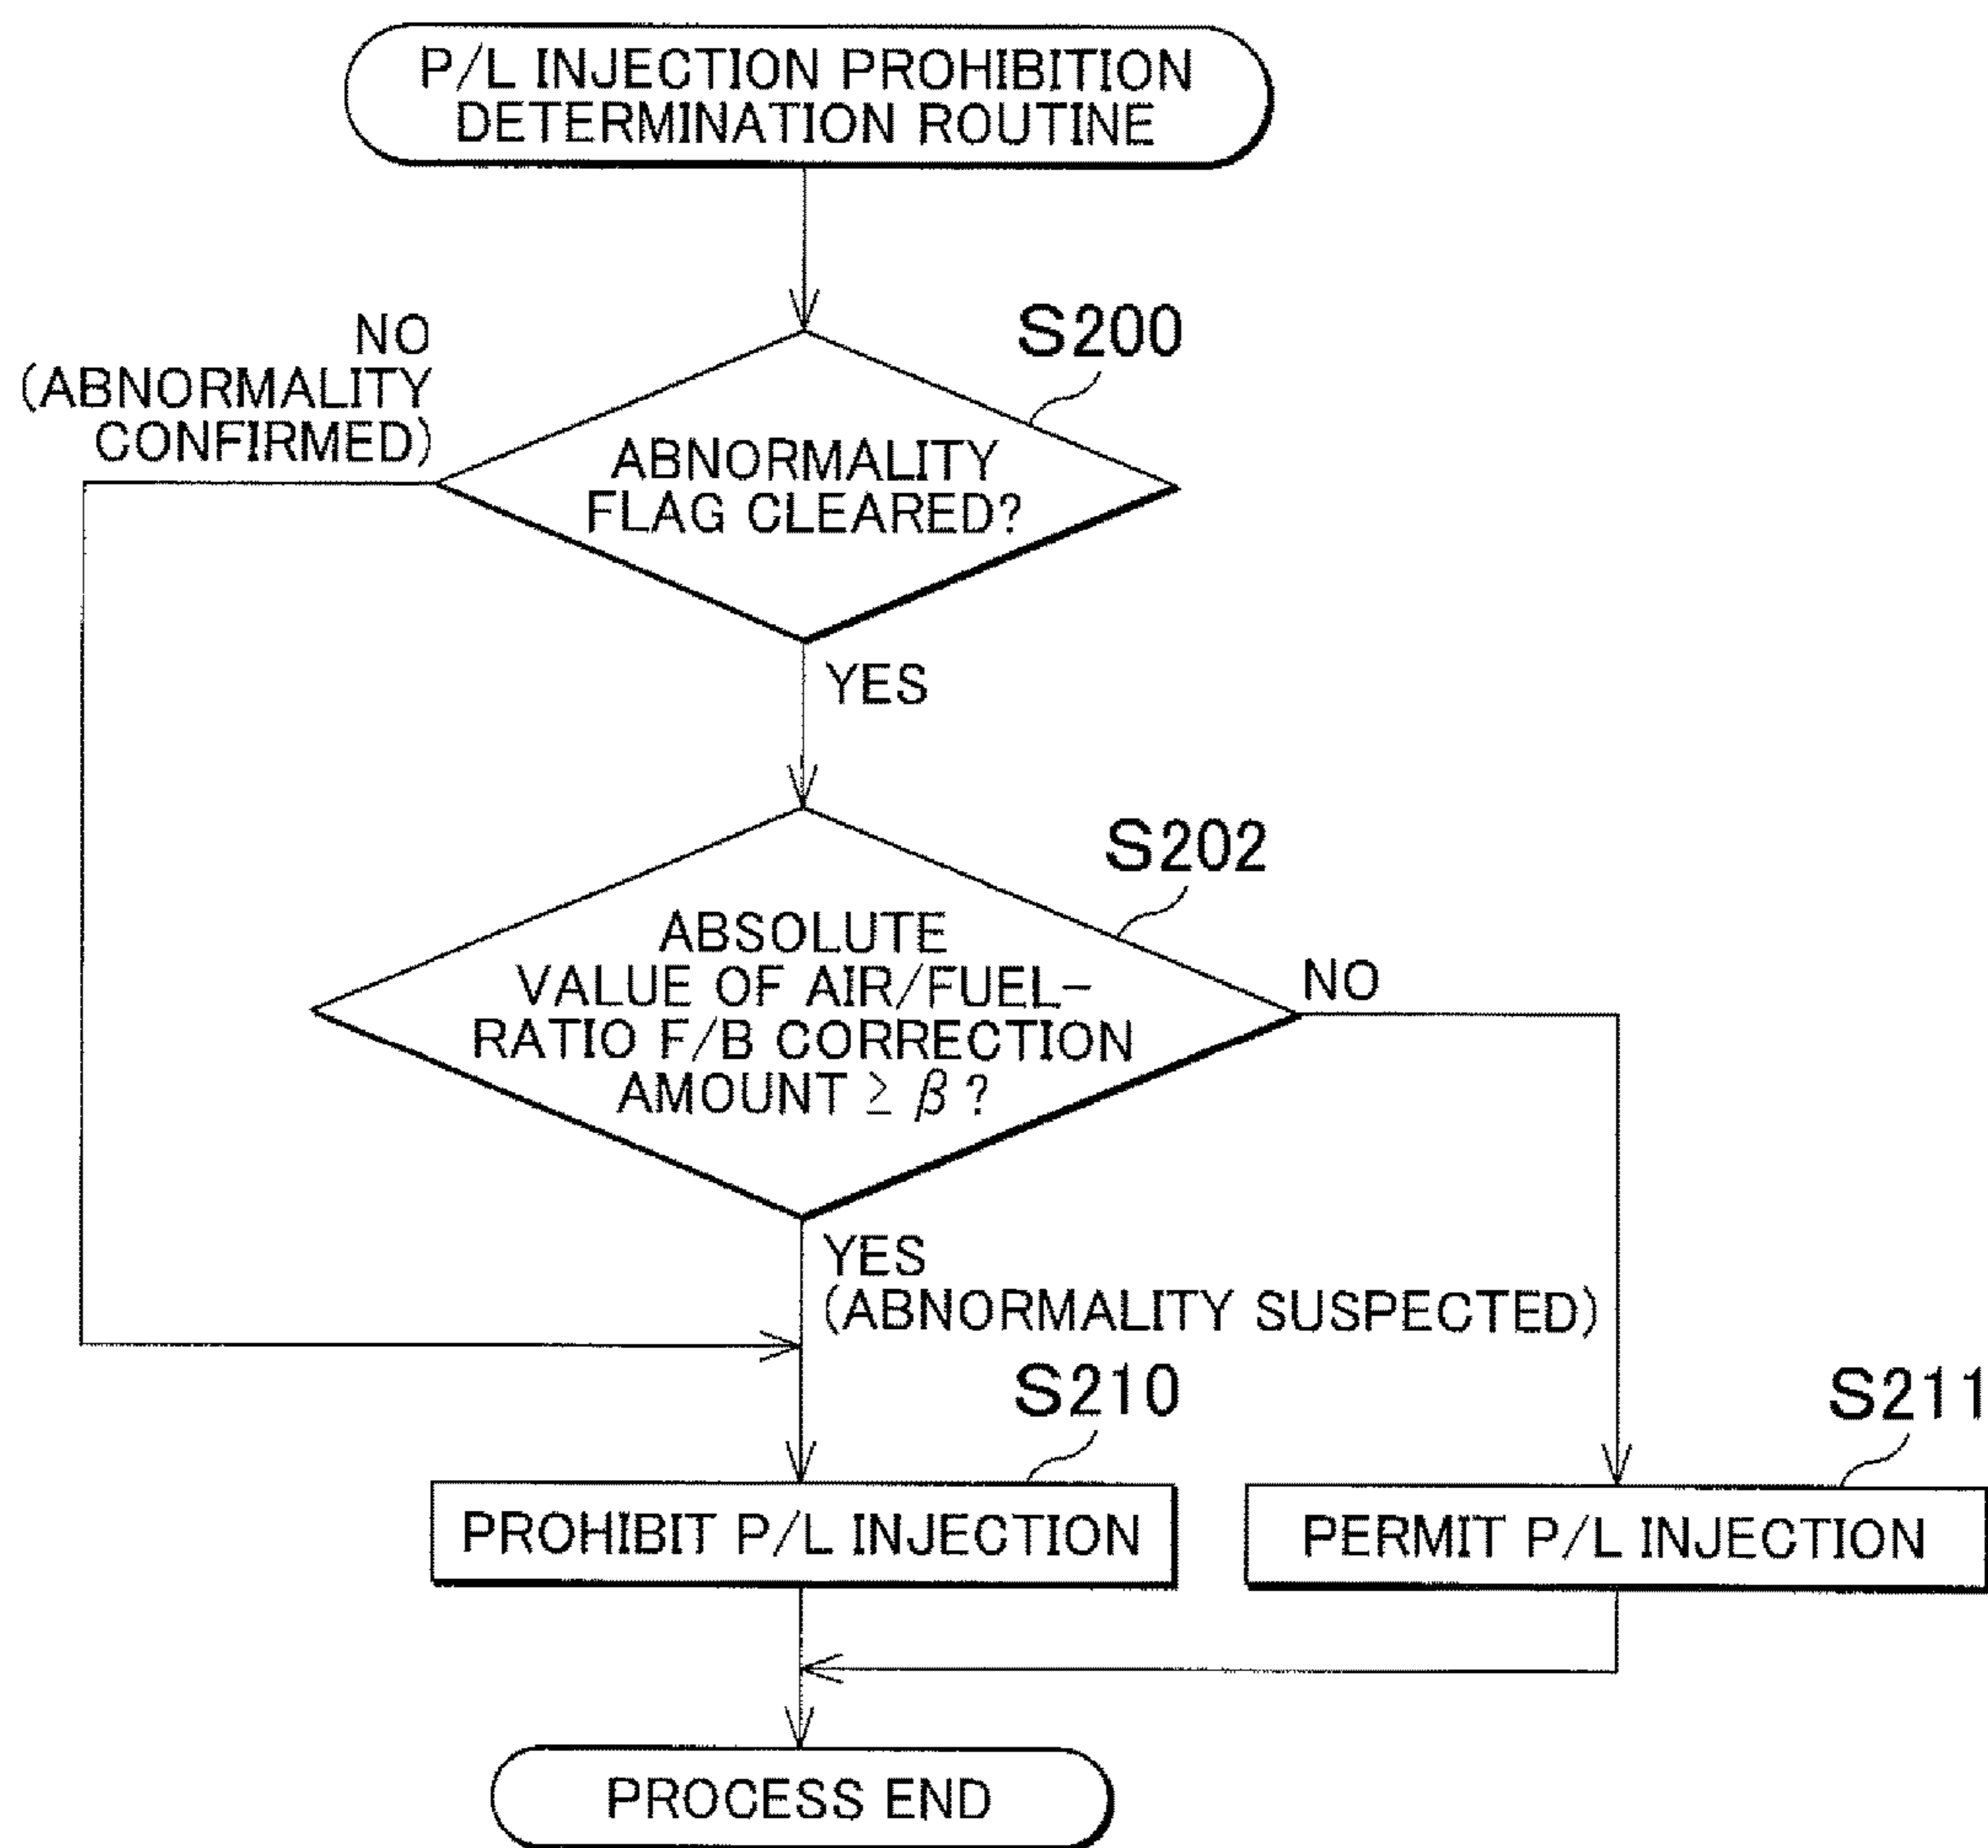 P/L INJECTION PROHIBITION
DETERMINATION ROUTINE
S200
NO
(ABNORMALITY
CONFIRMED)
ABNORMALITY
FLAG CLEARED?
YES
S202
ABSOLUTE
VALUE OF AIR/FUEL-
RATIO F/B CORRECTION
AMOUNT ≥ β ?
NO
YES
(ABNORMALITY SUSPECTED)
S210
S211
PROHIBIT P/L INJECTION
PERMIT P/L INJECTION
PROCESS END